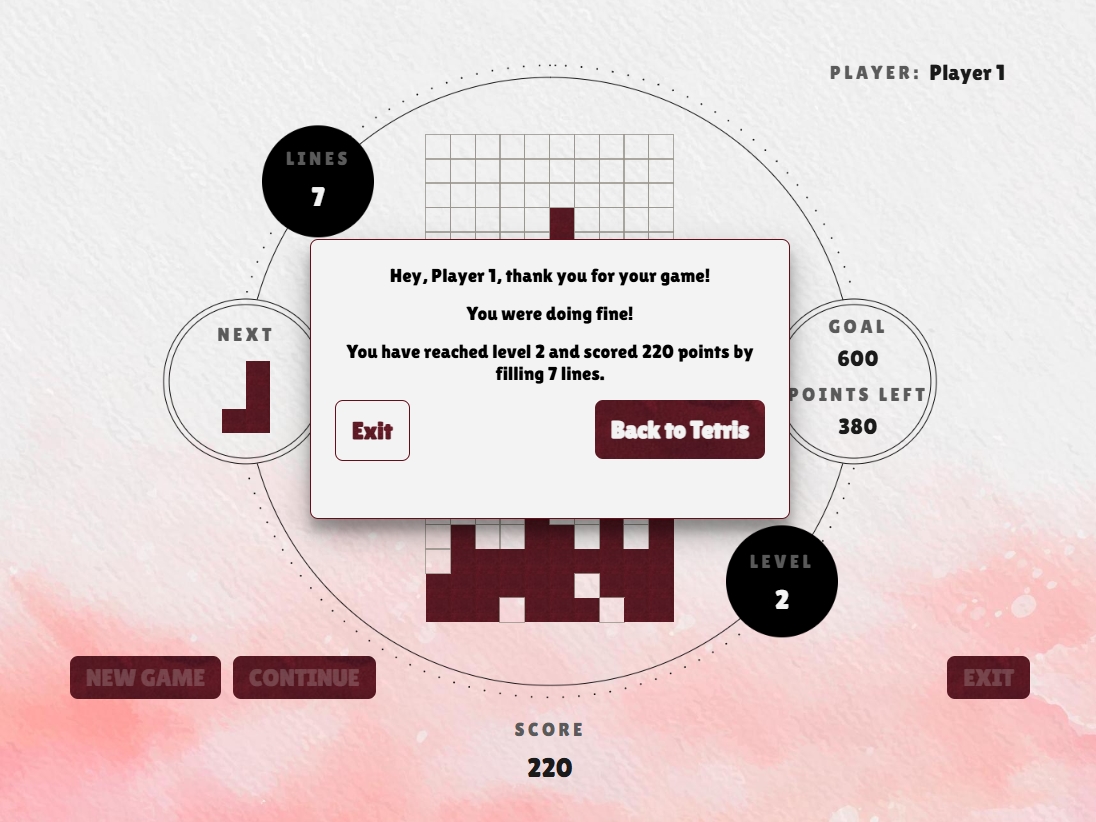 PLAYER: Player 1
LINES
7
Hey, Player 1, thank you for your game!
You were doing fine!
You have reached level 2 and scored 220 points by
filling 7 lines.
Exit
Back to Tetris
NEXT
GOAL
600
POINTS LEFT
380
LEVEL
2
NEW GAME
CONTINUE
EXIT
SCORE
220